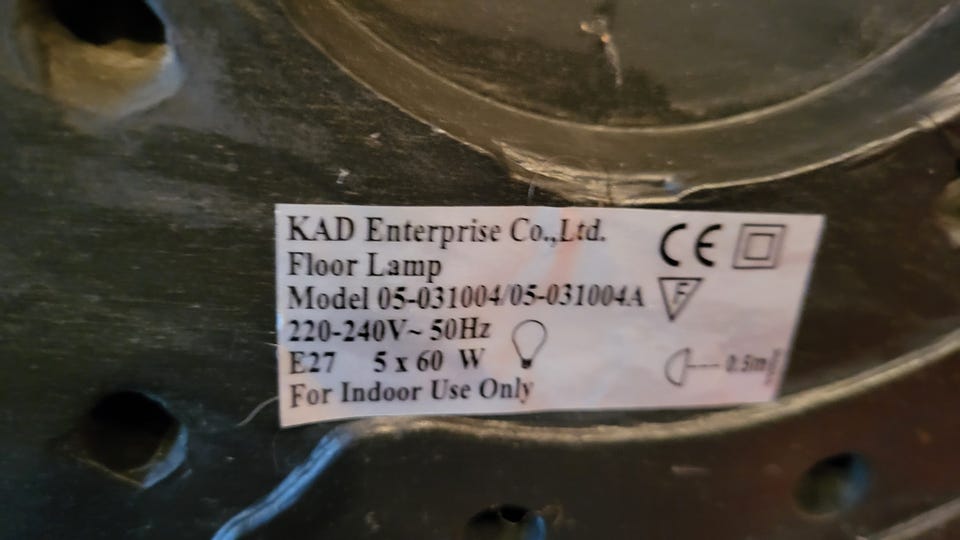 KAD Enterprise Co.,Ltd.
CE
Floor Lamp
F
Model 05-031004/05-031004A
220-240V~ 50Hz
E27 5 x 60 W
0.5m
For Indoor Use Only